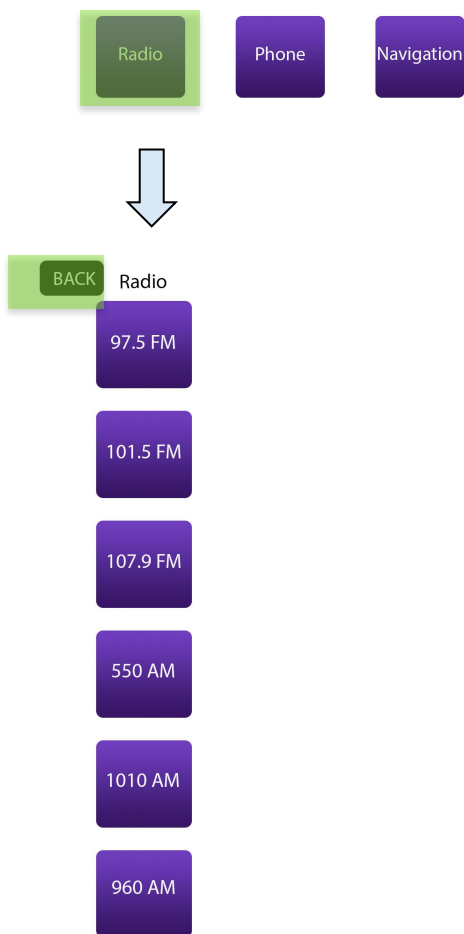 Radio
Phone
Navigation
BACK
Radio
97.5 FM
101.5 FM
107.9 FM
550 AM
1010 AM
960 AM